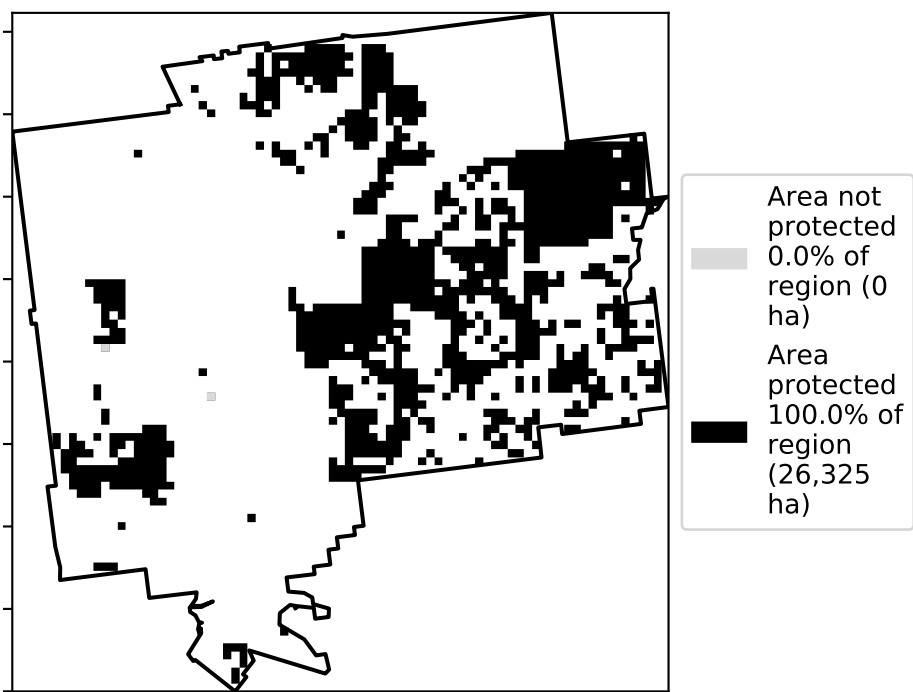 Area not
protected
0.0% of
region (0
ha)
Area
protected
100.0% of
region
(26,325
ha)